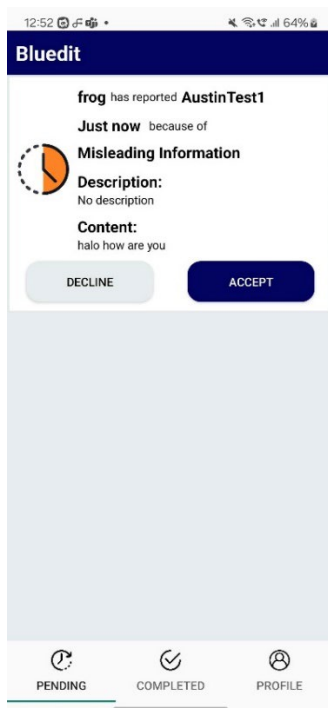 12:52
64%
Bluedit
frog has reported AustinTest1
Just now because of
Misleading Information
Description:
No description
Content:
halo how are you
DECLINE ACCEPT
PENDING COMPLETED PROFILE